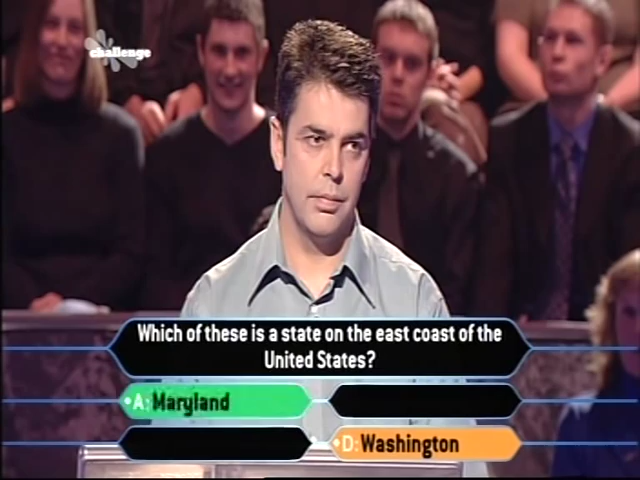 challenge
Which of these is a state on the east coast of the
United States?
A: Maryland
D: Washington